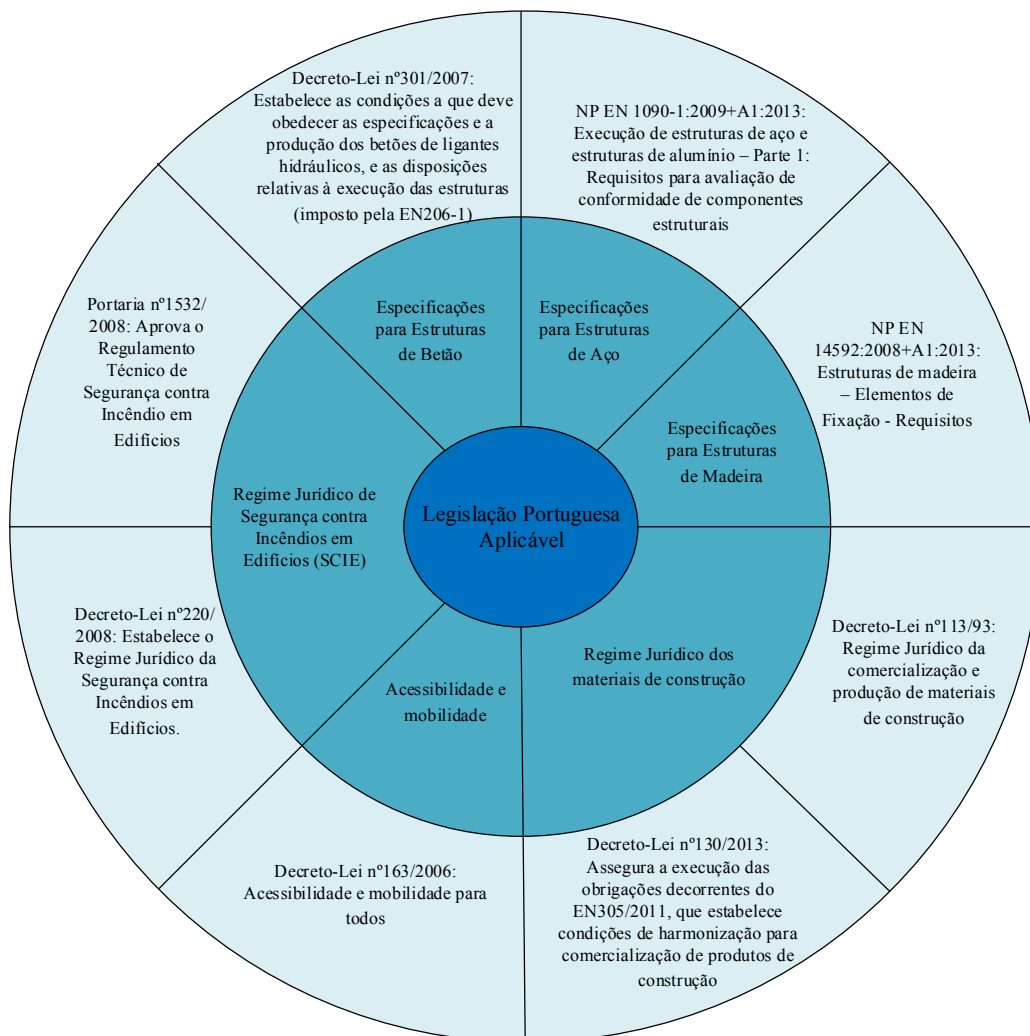 Decreto-Lei nº301/2007:
Estabelece as condições a que deve
obedecer as especificações e a
produção dos betões de ligantes
hidráulicos, e as disposições
relativas à execução das estruturas
(imposto pela EN206-1)
NP EN 1090-1:2009+A1:2013:
Execução de estruturas de aço e
estruturas de alumínio – Parte 1:
Requisitos para avaliação de
conformidade de componentes
estruturais
Portaria nº1532/
2008: Aprova o
Regulamento
Técnico de
Segurança contra
Incêndio em
Edifícios
Especificações
para Estruturas
de Betão
Especificações
para Estruturas
de Aço
NP EN
14592:2008+A1:2013:
Estruturas de madeira
– Elementos de
Fixação - Requisitos
Especificações
para Estruturas
de Madeira
Regime Jurídico de
Segurança contra
Incêndios em
Edifícios (SCIE)
Legislação Portuguesa
Aplicável
Decreto-Lei nº220/
2008: Estabelece o
Regime Jurídico da
Segurança contra
Incêndios em
Edifícios.
Acessibilidade e
mobilidade
Regime Jurídico dos
materiais de construção
Decreto-Lei nº113/93:
Regime Jurídico da
comercialização e
produção de materiais
de construção
Decreto-Lei nº163/2006:
Acessibilidade e mobilidade para
todos
Decreto-Lei nº130/2013:
Assegura a execução das
obrigações decorrentes do
EN305/2011, que estabelece
condições de harmonização para
comercialização de produtos de
construção